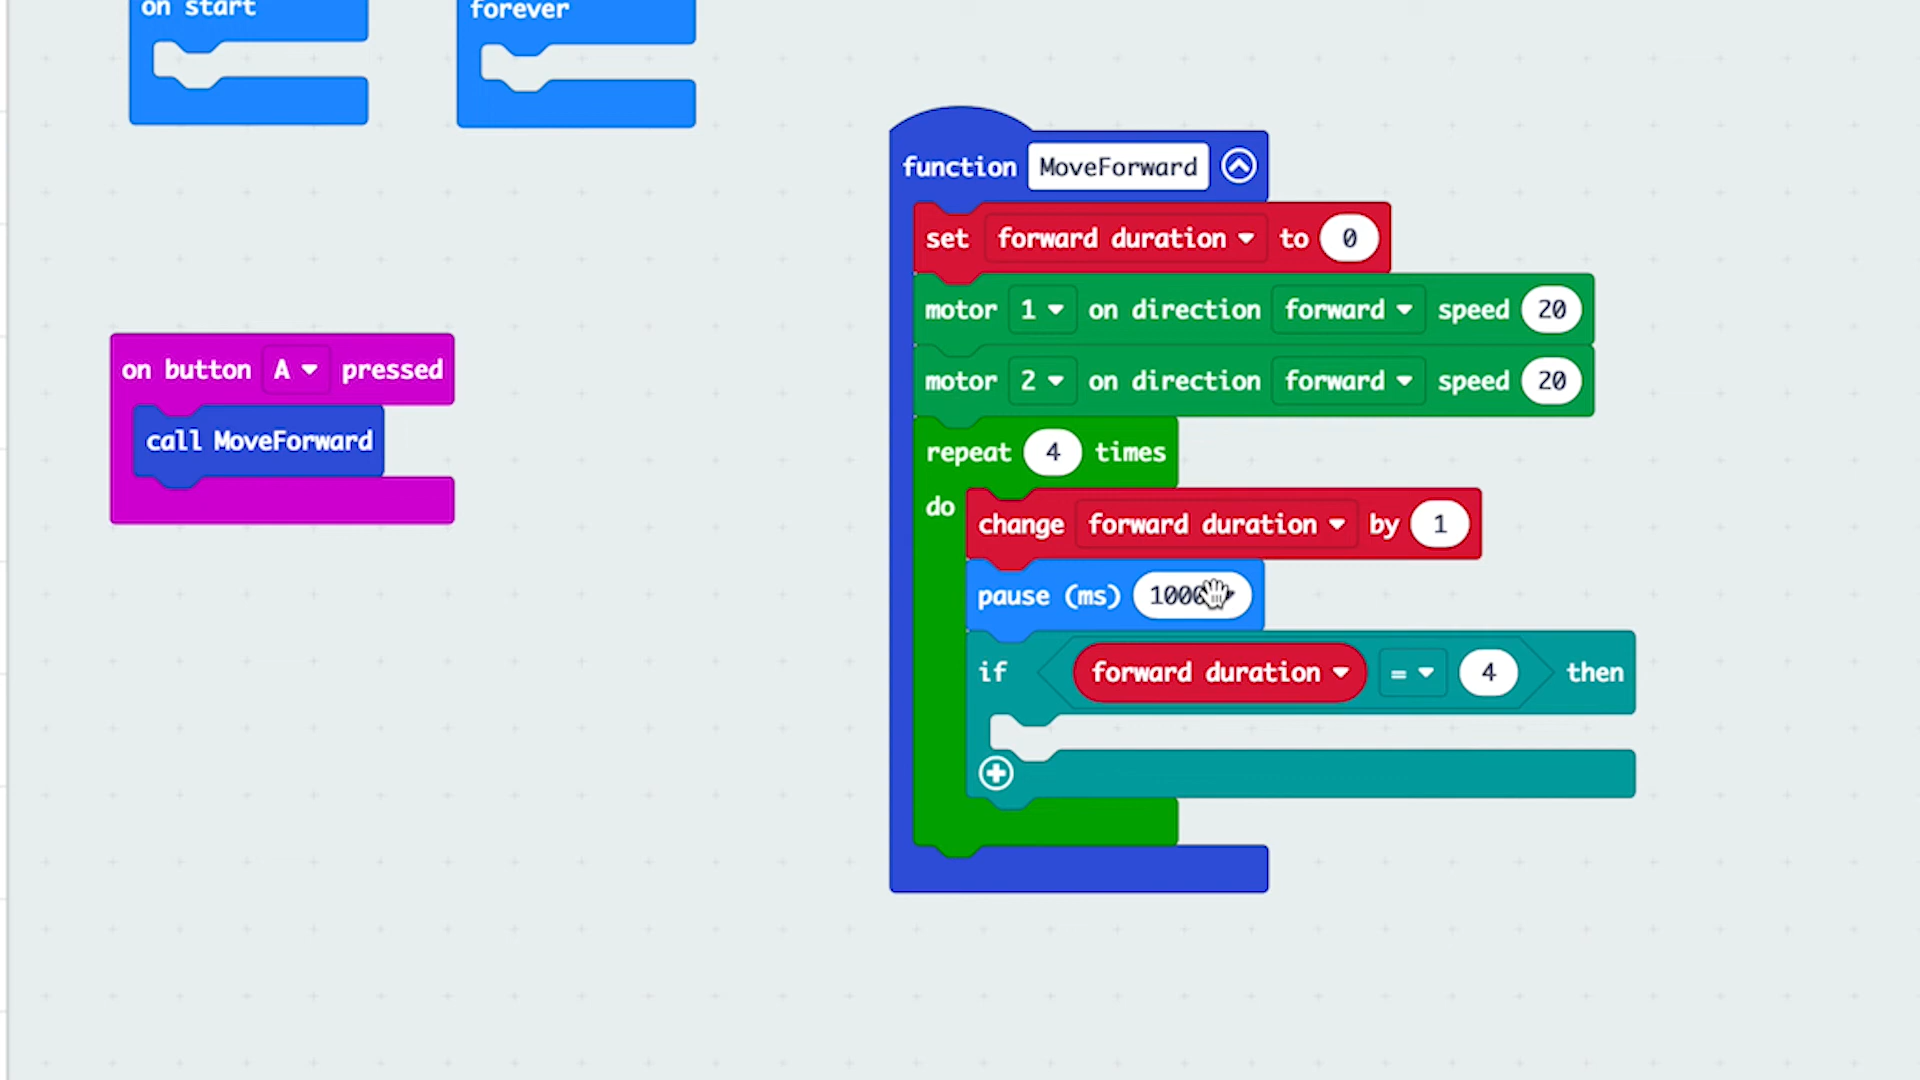 on start
forever
function MoveForward
set forward duration to 0
motor 1 on direction forward speed 20
motor 2 on direction forward speed 20
repeat 4 times
do
change forward duration by 1
pause (ms) 1000
if forward duration = 4 then
on button A pressed
call MoveForward